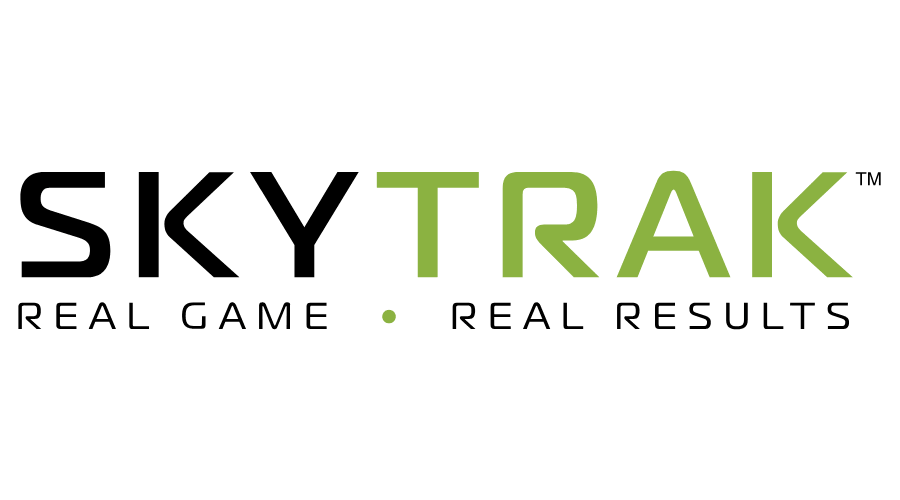 SKYTRAK™
REAL GAME • REAL RESULTS